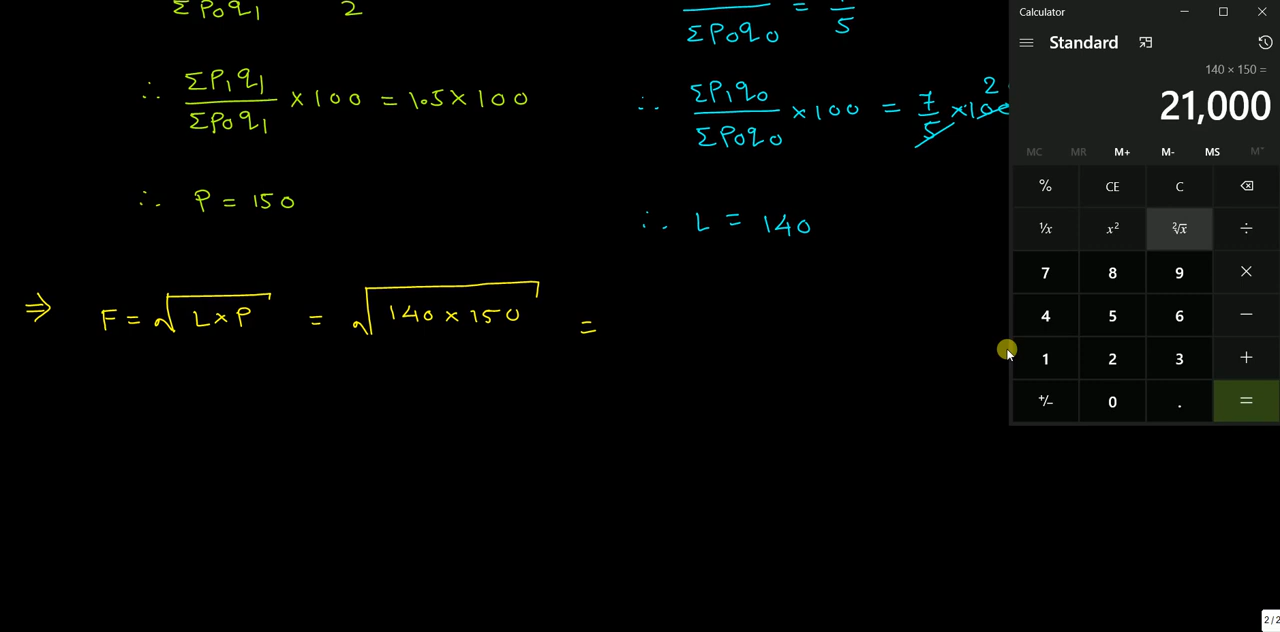 ΣP₀q₁ 2
∴ ΣP₁q₁ / ΣP₀q₁ × 100 = 1.5 × 100
∴ P = 150
ΣP₀q₀ = 7/5
∴ ΣP₁q₀ / ΣP₀q₀ × 100 = 7/5 × 100 2
∴ L = 140
⇒ F = √(L × P) = √(140 × 150) =
Calculator
Standard
140 × 150 =
21,000
MC MR M+ M- MS M˅
% CE C
¹/x x² ²√x ÷
7 8 9 ×
4 5 6 −
1 2 3 +
+/− 0 . =
2 / 2